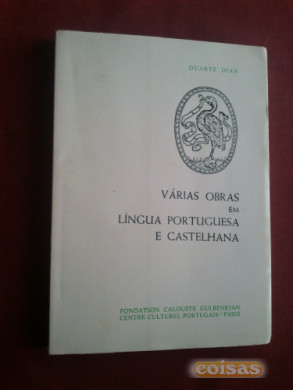 DUARTE DIAS
VÁRIAS OBRAS
EM
LÍNGUA PORTUGUESA
E CASTELHANA
FONDATION CALOUSTE GULBENKIAN
CENTRE CULTUREL PORTUGAIS - PARIS
coisas